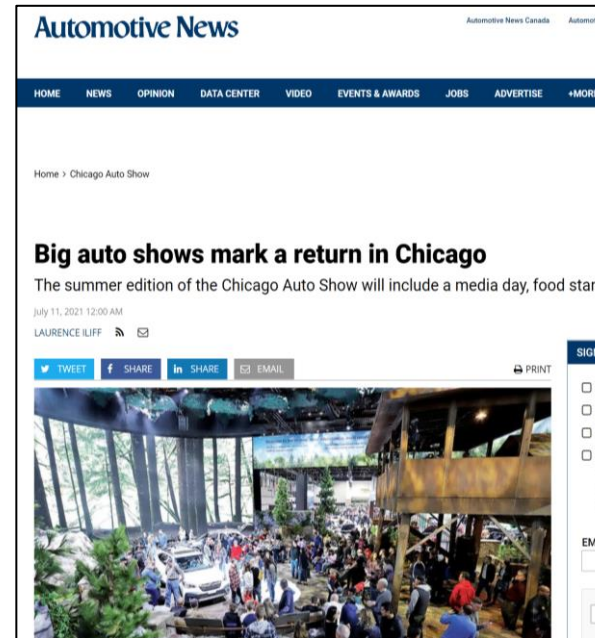 Automotive News
Automotive News Canada
HOME NEWS OPINION DATA CENTER VIDEO EVENTS & AWARDS JOBS ADVERTISE
Home > Chicago Auto Show
Big auto shows mark a return in Chicago
The summer edition of the Chicago Auto Show will include a media day, food
July 11, 2021 12:00 AM
LAURENCE ILIFF
TWEET SHARE SHARE EMAIL PRINT